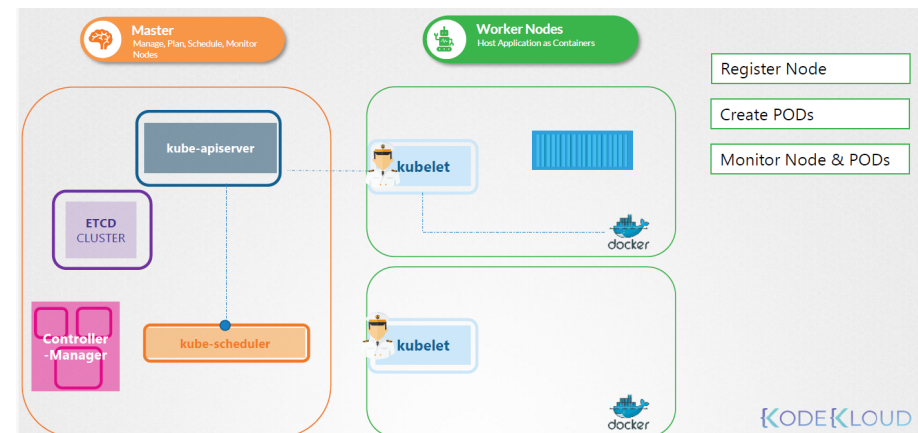 Master
Manage, Plan, Schedule, Monitor
Nodes
Worker Nodes
Host Application as Containers
kube-apiserver
ETCD
CLUSTER
Controller
-Manager
kube-scheduler
kubelet
docker
kubelet
docker
Register Node
Create PODs
Monitor Node & PODs
KODEKLOUD